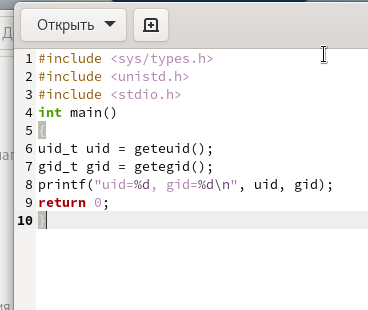 Открыть
1 #include <sys/types.h>
2 #include <unistd.h>
3 #include <stdio.h>
4 int main()
5 {
6 uid_t uid = geteuid();
7 gid_t gid = getegid();
8 printf("uid=%d, gid=%d\n", uid, gid);
9 return 0;
10 }